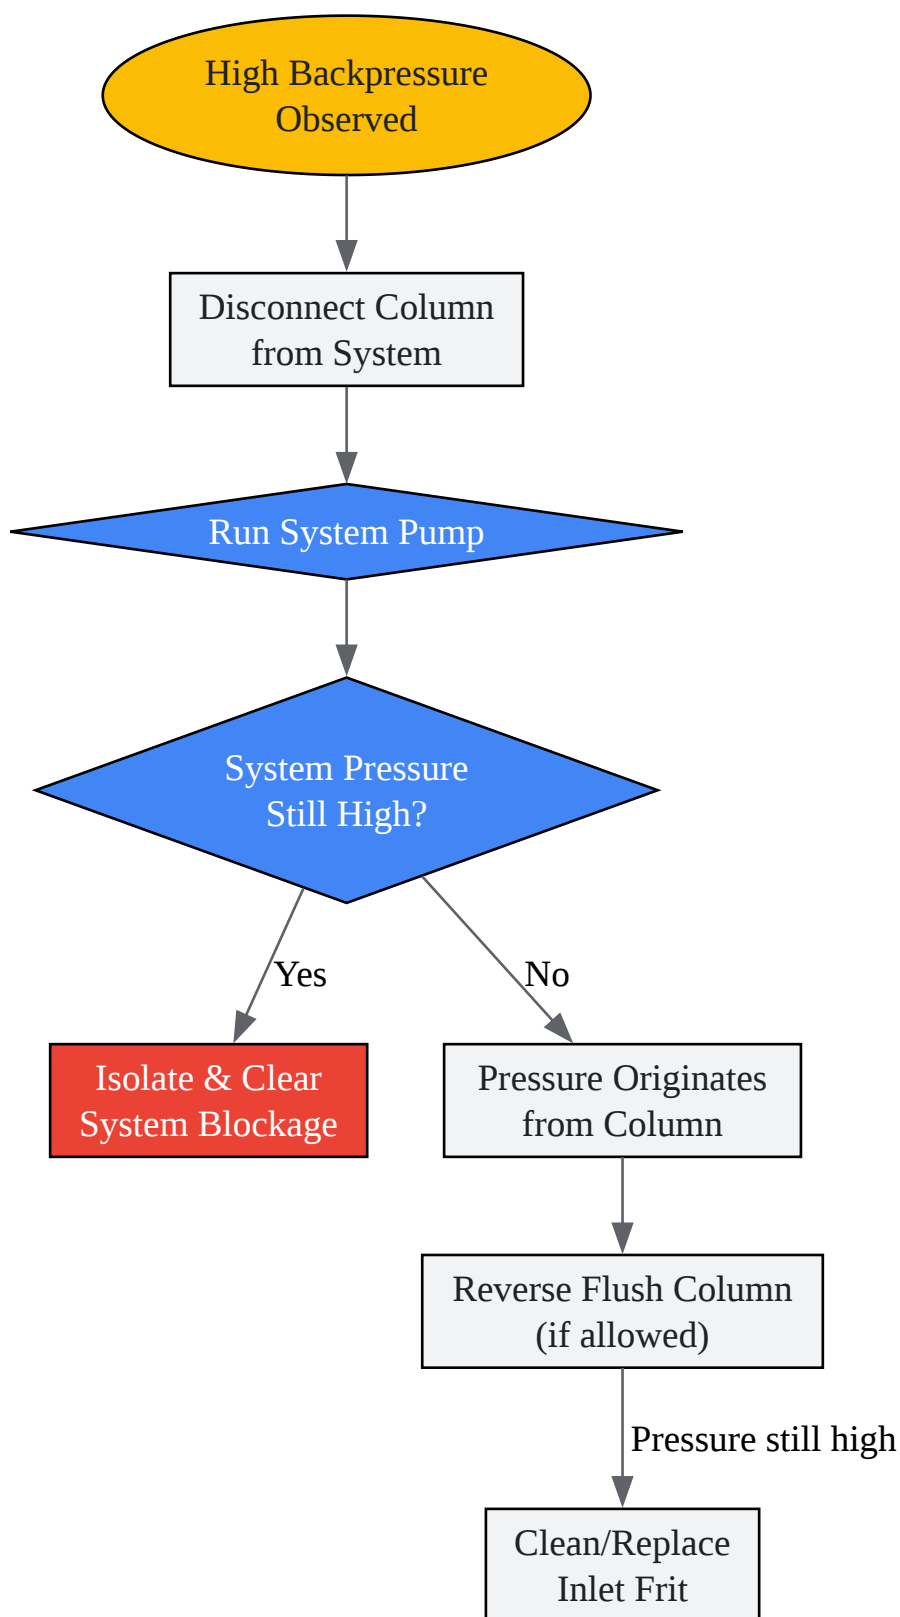 High Backpressure
Observed
Disconnect Column
from System
Run System Pump
System Pressure
Still High?
Yes
No
Isolate & Clear
System Blockage
Pressure Originates
from Column
Reverse Flush Column
(if allowed)
Pressure still high
Clean/Replace
Inlet Frit